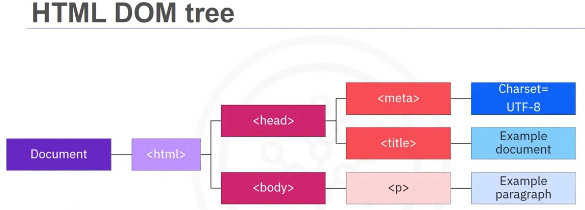 HTML DOM tree
Charset=
UTF-8
<meta>
<head>
<title>
Example
document
Document
<html>
<body>
<p>
Example
paragraph